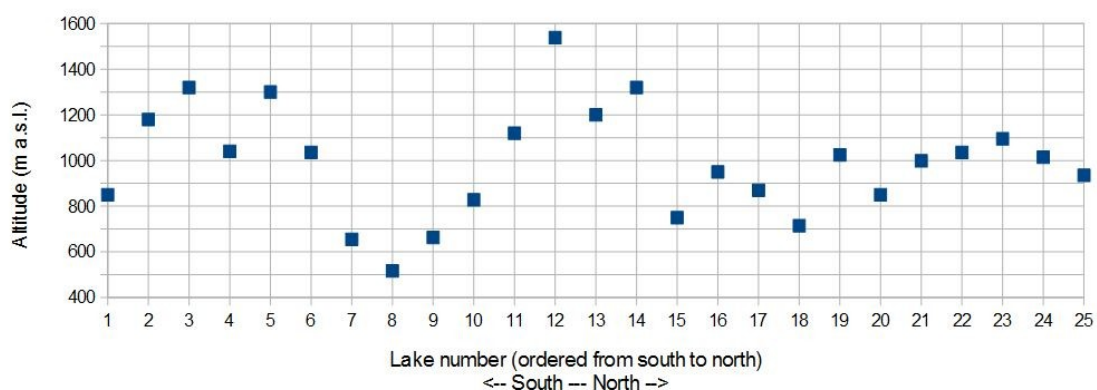 1600
1400
1200
1000
800
600
400
Altitude (m a.s.l.)
1 2 3 4 5 6 7 8 9 10 11 12 13 14 15 16 17 18 19 20 21 22 23 24 25
Lake number (ordered from south to north)
<-- South --- North -->